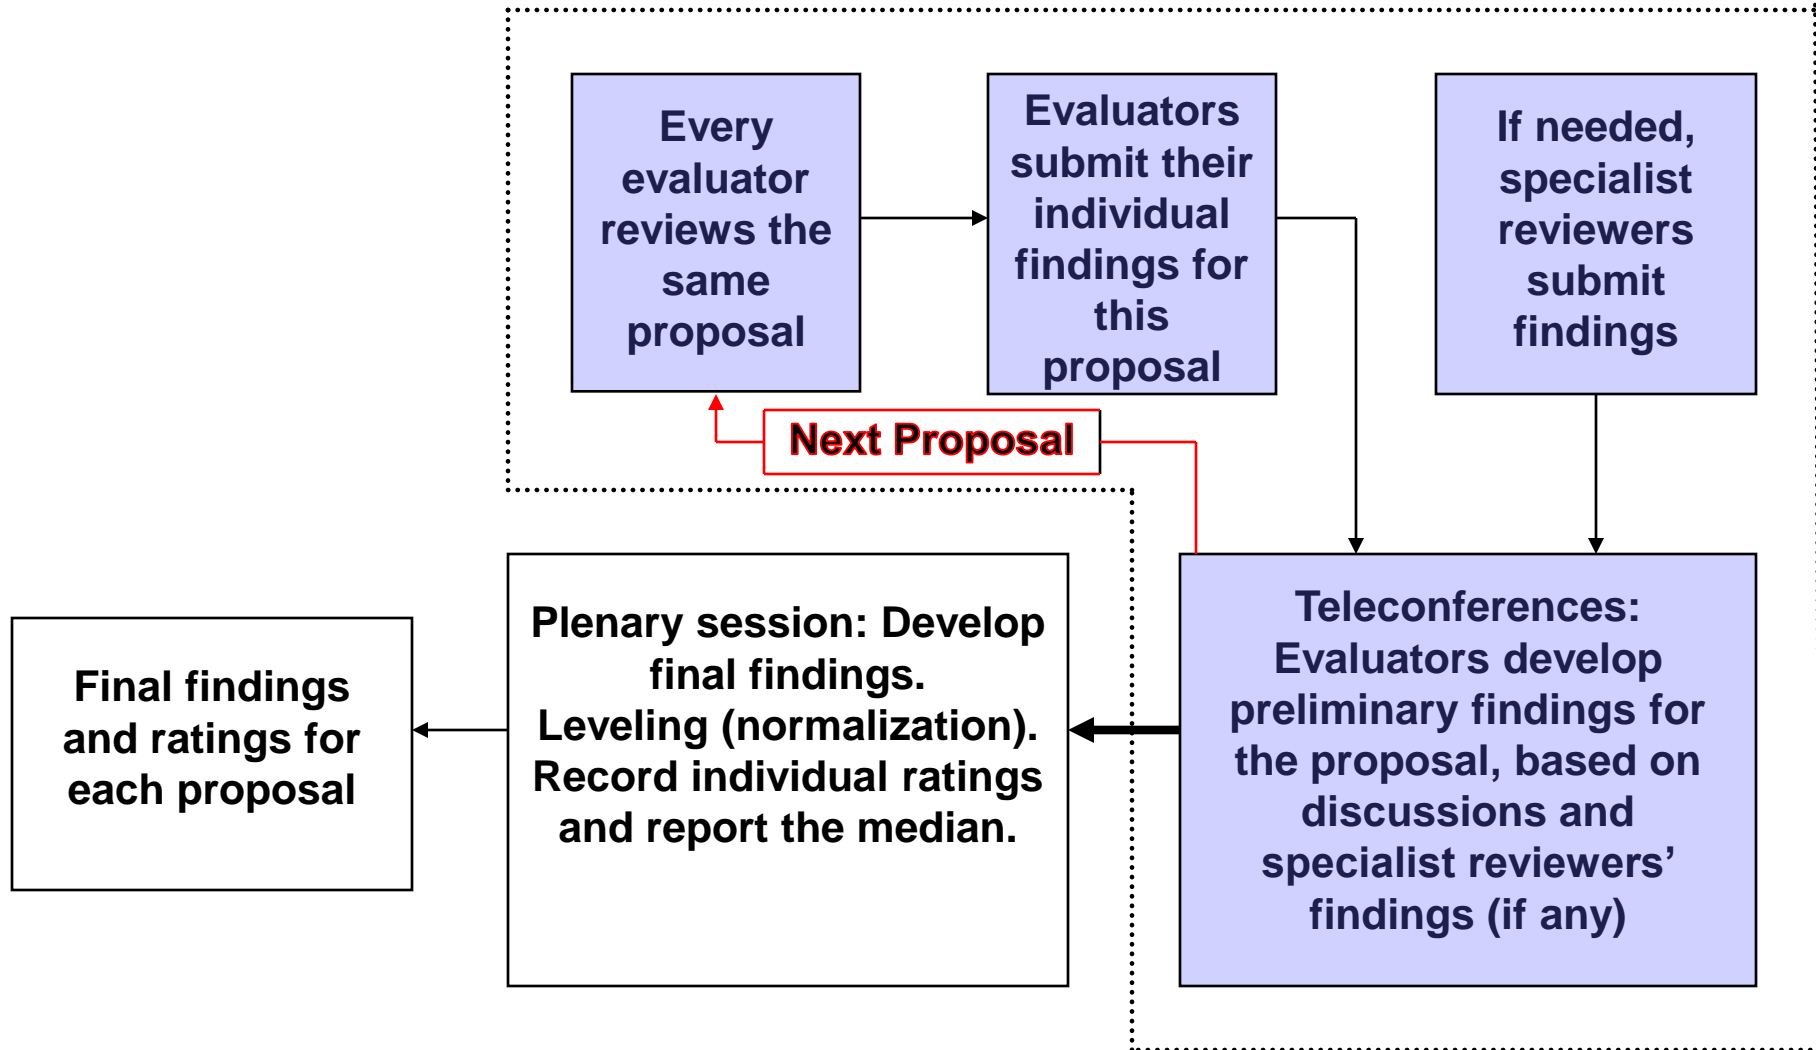 Every
evaluator
reviews the
same
proposal
Evaluators
submit their
individual
findings for
this
proposal
If needed,
specialist
reviewers
submit
findings
Next Proposal
Teleconferences:
Evaluators develop
preliminary findings for
the proposal, based on
discussions and
specialist reviewers’
findings (if any)
Plenary session: Develop
final findings.
Leveling (normalization).
Record individual ratings
and report the median.
Final findings
and ratings for
each proposal